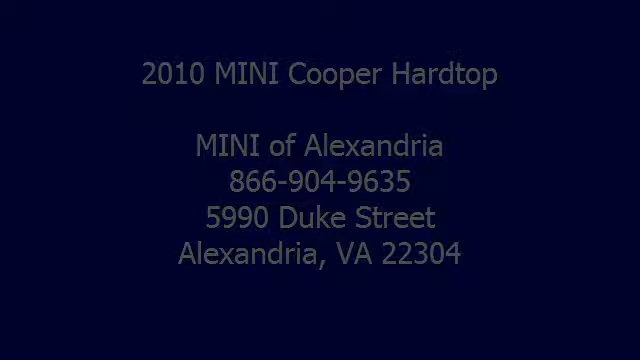 2010 MINI Cooper Hardtop
MINI of Alexandria
866-904-9635
5990 Duke Street
Alexandria, VA 22304